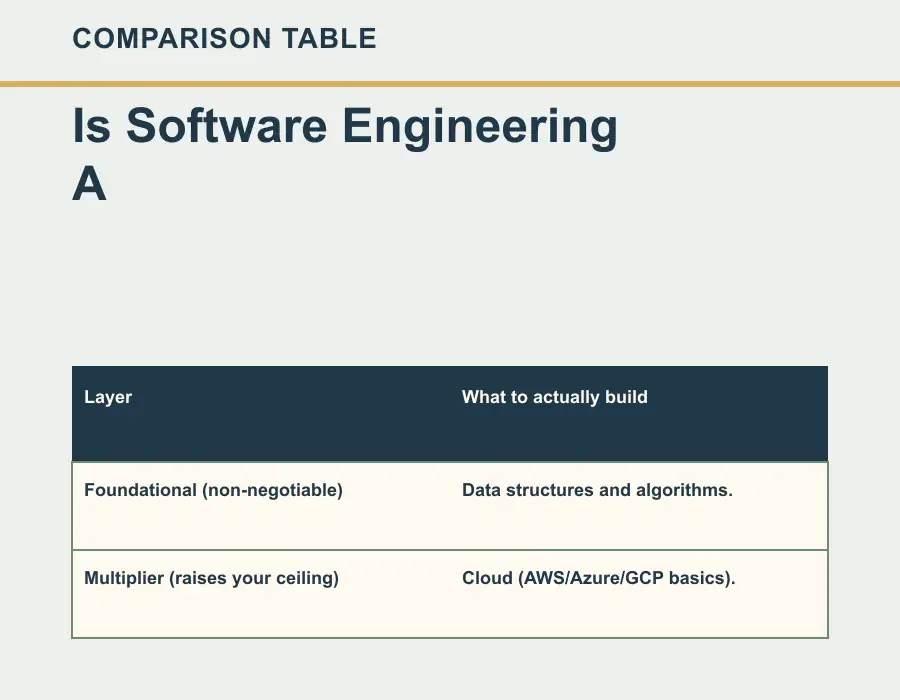 COMPARISON TABLE
Is Software Engineering
A
Layer What to actually build
Foundational (non-negotiable) Data structures and algorithms.
Multiplier (raises your ceiling) Cloud (AWS/Azure/GCP basics).